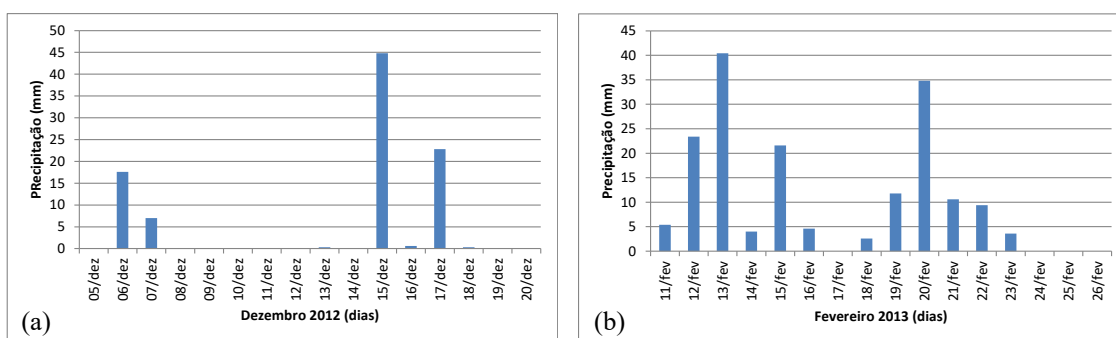 50
45
40
35
30
25
20
15
10
5
0
PRecipitação (mm)
05/dez
06/dez
07/dez
08/dez
09/dez
10/dez
11/dez
12/dez
13/dez
14/dez
15/dez
16/dez
17/dez
18/dez
19/dez
20/dez
Dezembro 2012 (dias)
(a)
45
40
35
30
25
20
15
10
5
0
Precipitação (mm)
11/fev
12/fev
13/fev
14/fev
15/fev
16/fev
17/fev
18/fev
19/fev
20/fev
21/fev
22/fev
23/fev
24/fev
25/fev
26/fev
Fevereiro 2013 (dias)
(b)